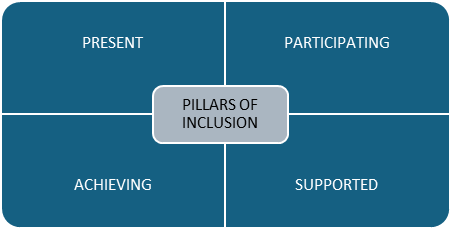 PRESENT
PARTICIPATING
PILLARS OF
INCLUSION
ACHIEVING
SUPPORTED